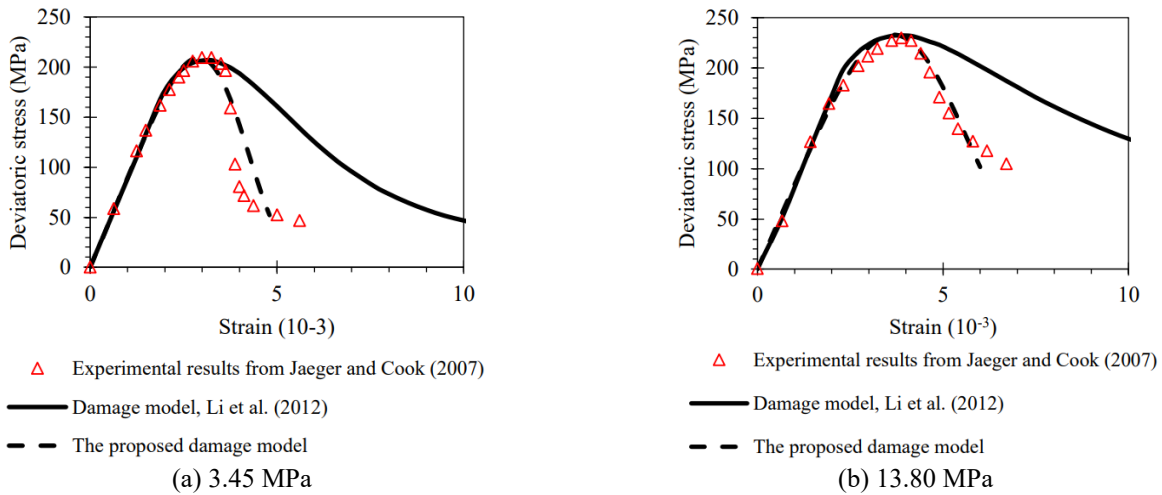 250
200
150
100
50
0
Deviatoric stress (MPa)
0 5 10
Strain (10-3)
Experimental results from Jaeger and Cook (2007)
Damage model, Li et al. (2012)
The proposed damage model
(a) 3.45 MPa
250
200
150
100
50
0
Deviatoric stress (MPa)
0 5 10
Strain (10⁻³)
Experimental results from Jaeger and Cook (2007)
Damage model, Li et al. (2012)
The proposed damage model
(b) 13.80 MPa